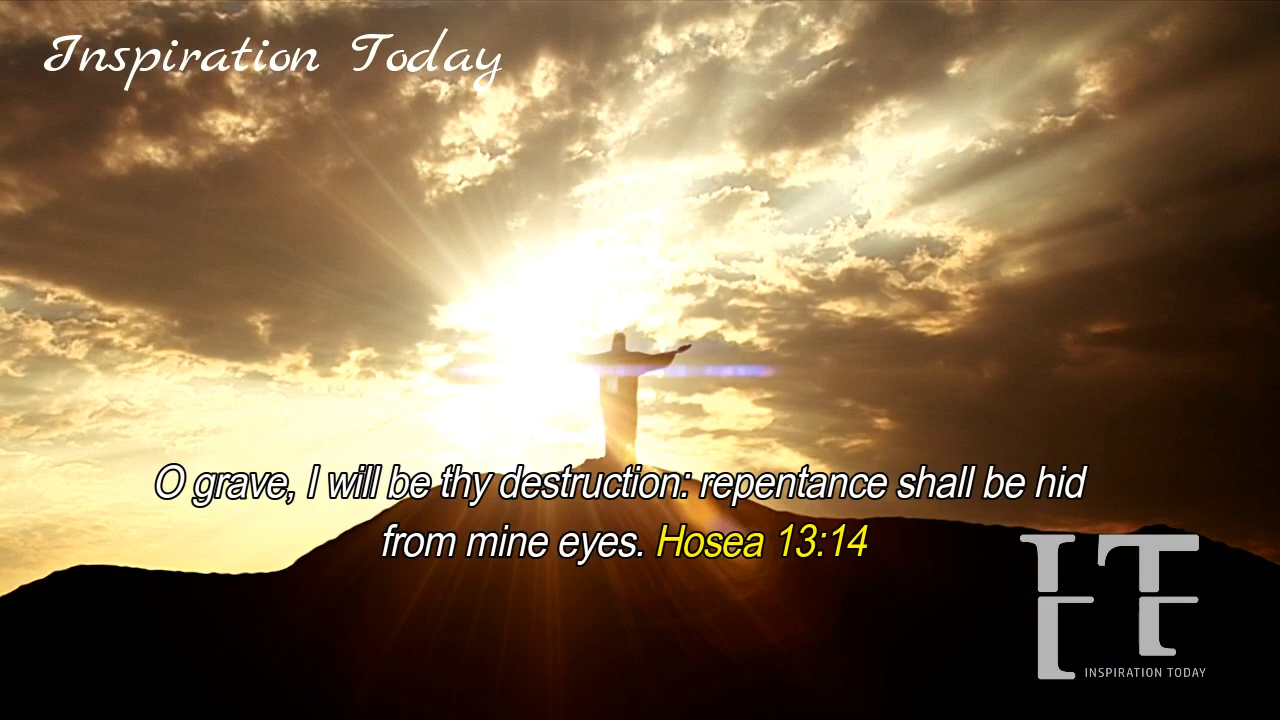 Inspiration Today
O grave, I will be thy destruction: repentance shall be hid
from mine eyes. Hosea 13:14
INSPIRATION TODAY